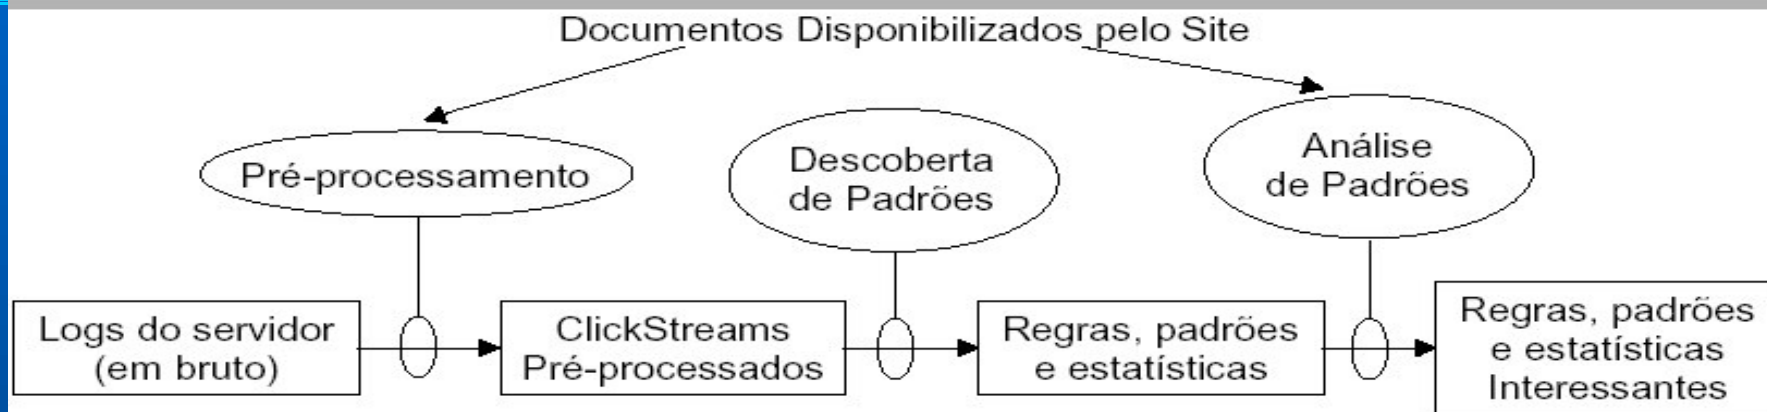 Documentos Disponibilizados pelo Site
Pré-processamento
Descoberta
de Padrões
Análise
de Padrões
Logs do servidor
(em bruto)
ClickStreams
Pré-processados
Regras, padrões
e estatísticas
Regras, padrões
e estatísticas
Interessantes